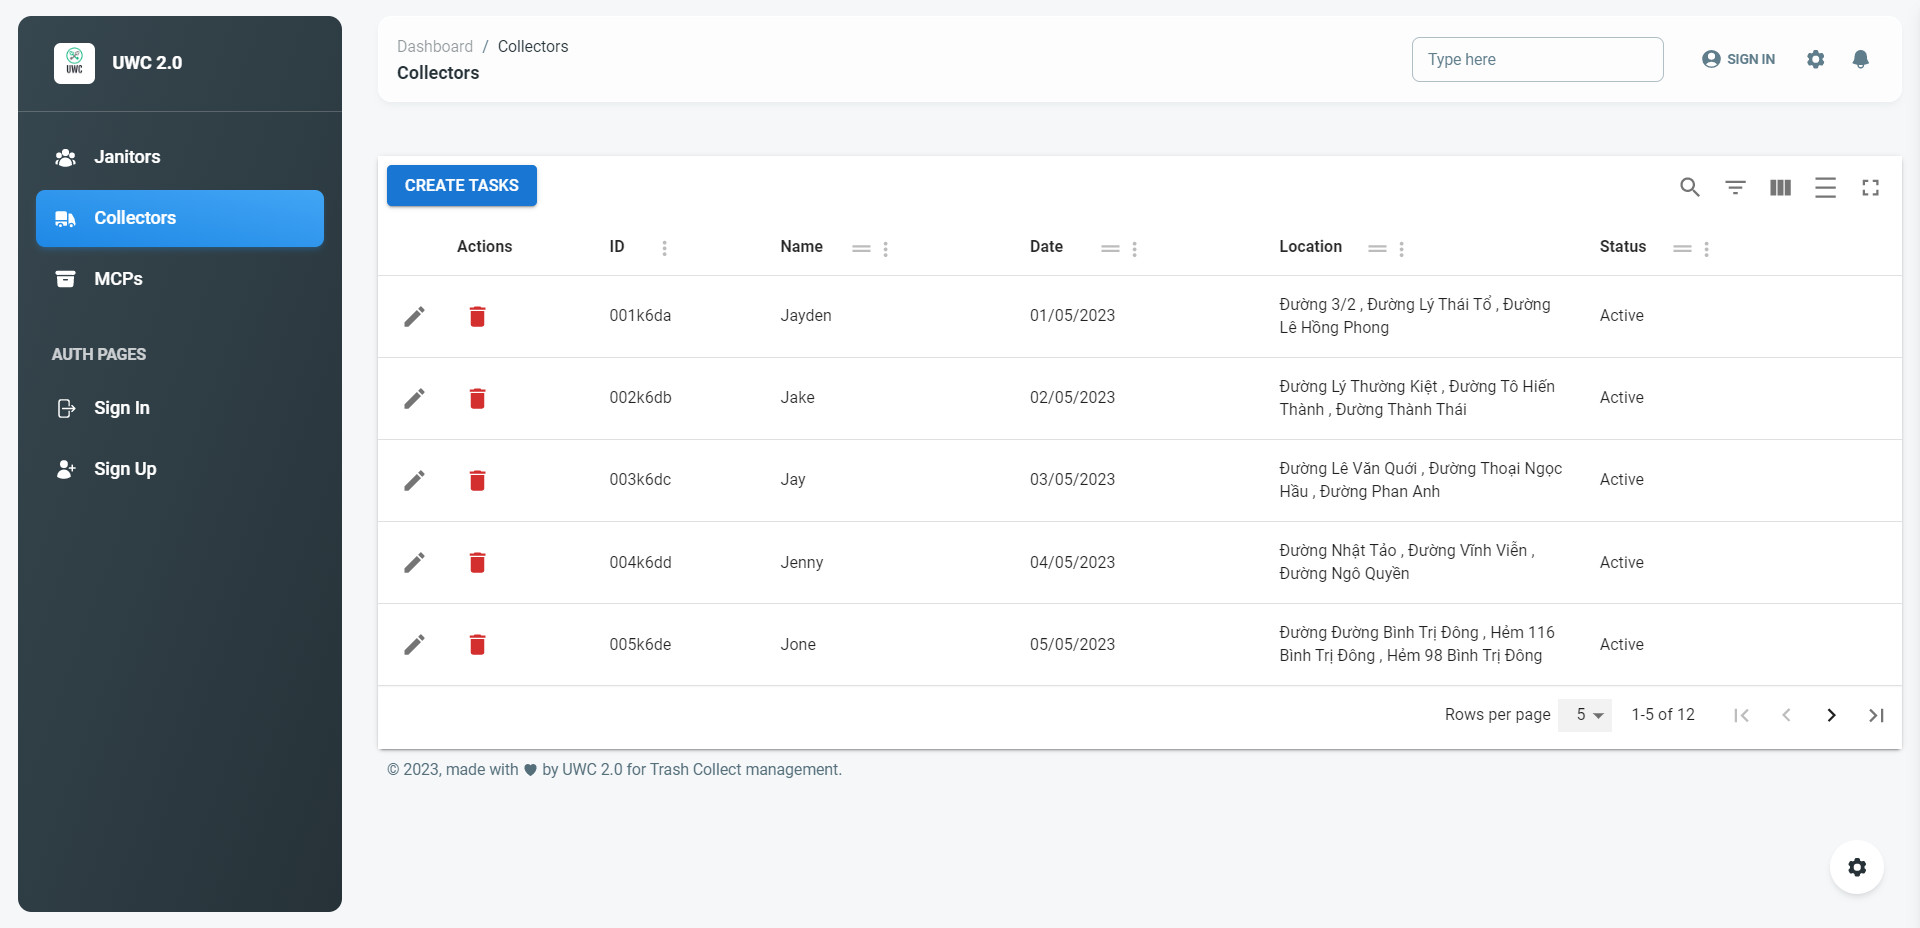 UWC
UWC 2.0
Janitors
Collectors
MCPs
AUTH PAGES
Sign In
Sign Up
Dashboard / Collectors
Collectors
Type here
SIGN IN
CREATE TASKS
Actions ID Name Date Location Status
001k6da Jayden 01/05/2023 Đường 3/2 , Đường Lý Thái Tổ , Đường Active
Lê Hồng Phong
002k6db Jake 02/05/2023 Đường Lý Thường Kiệt , Đường Tô Hiến Active
Thành , Đường Thành Thái
003k6dc Jay 03/05/2023 Đường Lê Văn Quới , Đường Thoại Ngọc Active
Hầu , Đường Phan Anh
004k6dd Jenny 04/05/2023 Đường Nhật Tảo , Đường Vĩnh Viễn , Active
Đường Ngô Quyền
005k6de Jone 05/05/2023 Đường Đường Bình Trị Đông , Hẻm 116 Active
Bình Trị Đông , Hẻm 98 Bình Trị Đông
Rows per page 5 1-5 of 12
© 2023, made with ♥ by UWC 2.0 for Trash Collect management.